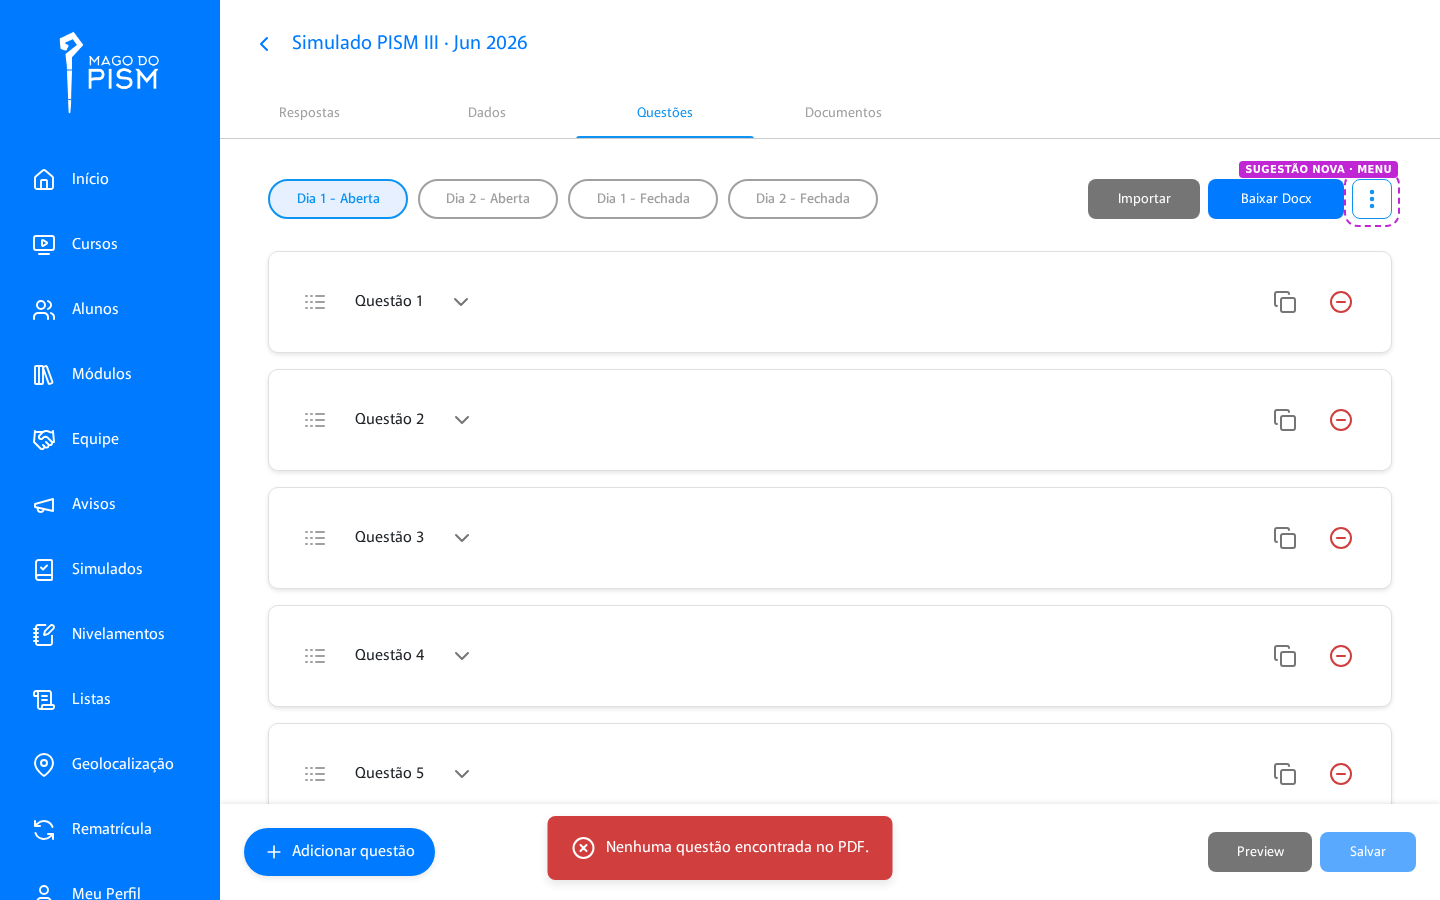 MAGO DO
PISM
Início
Cursos
Alunos
Módulos
Equipe
Avisos
Simulados
Nivelamentos
Listas
Geolocalização
Rematrícula
Meu Perfil
Simulado PISM III · Jun 2026
Respostas
Dados
Questões
Documentos
SUGESTÃO NOVA · MENU
Dia 1 - Aberta
Dia 2 - Aberta
Dia 1 - Fechada
Dia 2 - Fechada
Importar
Baixar Docx
Questão 1
Questão 2
Questão 3
Questão 4
Questão 5
Adicionar questão
Nenhuma questão encontrada no PDF.
Preview
Salvar